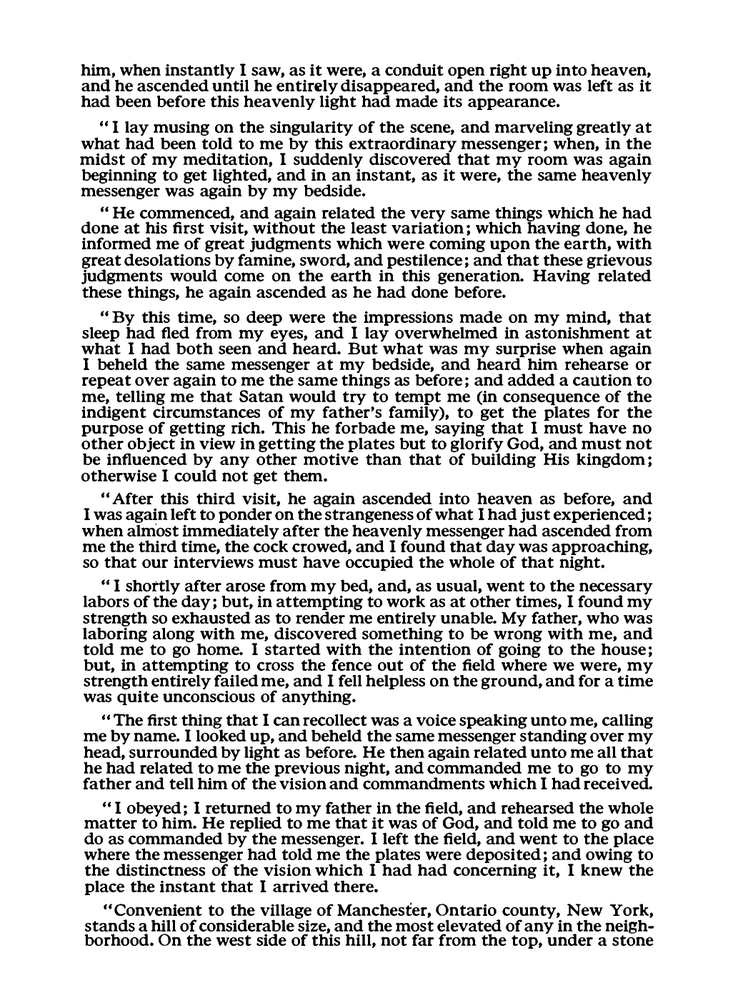 him, when instantly I saw, as it were, a conduit open right up into heaven,
and he ascended until he entirely disappeared, and the room was left as it
had been before this heavenly light had made its appearance.
“I lay musing on the singularity of the scene, and marveling greatly at
what had been told to me by this extraordinary messenger; when, in the
midst of my meditation, I suddenly discovered that my room was again
beginning to get lighted, and in an instant, as it were, the same heavenly
messenger was again by my bedside.
“He commenced, and again related the very same things which he had
done at his first visit, without the least variation; which having done, he
informed me of great judgments which were coming upon the earth, with
great desolations by famine, sword, and pestilence; and that these grievous
judgments would come on the earth in this generation. Having related
these things, he again ascended as he had done before.
“By this time, so deep were the impressions made on my mind, that
sleep had fled from my eyes, and I lay overwhelmed in astonishment at
what I had both seen and heard. But what was my surprise when again
I beheld the same messenger at my bedside, and heard him rehearse or
repeat over again to me the same things as before; and added a caution to
me, telling me that Satan would try to tempt me (in consequence of the
indigent circumstances of my father's family), to get the plates for the
purpose of getting rich. This he forbade me, saying that I must have no
other object in view in getting the plates but to glorify God, and must not
be influenced by any other motive than that of building His kingdom;
otherwise I could not get them.
“After this third visit, he again ascended into heaven as before, and
I was again left to ponder on the strangeness of what I had just experienced;
when almost immediately after the heavenly messenger had ascended from
me the third time, the cock crowed, and I found that day was approaching,
so that our interviews must have occupied the whole of that night.
“I shortly after arose from my bed, and, as usual, went to the necessary
labors of the day; but, in attempting to work as at other times, I found my
strength so exhausted as to render me entirely unable. My father, who was
laboring along with me, discovered something to be wrong with me, and
told me to go home. I started with the intention of going to the house;
but, in attempting to cross the fence out of the field where we were, my
strength entirely failed me, and I fell helpless on the ground, and for a time
was quite unconscious of anything.
“The first thing that I can recollect was a voice speaking unto me, calling
me by name. I looked up, and beheld the same messenger standing over my
head, surrounded by light as before. He then again related unto me all that
he had related to me the previous night, and commanded me to go to my
father and tell him of the vision and commandments which I had received.
“I obeyed; I returned to my father in the field, and rehearsed the whole
matter to him. He replied to me that it was of God, and told me to go and
do as commanded by the messenger. I left the field, and went to the place
where the messenger had told me the plates were deposited; and owing to
the distinctness of the vision which I had had concerning it, I knew the
place the instant that I arrived there.
“Convenient to the village of Manchester, Ontario county, New York,
stands a hill of considerable size, and the most elevated of any in the neigh-
borhood. On the west side of this hill, not far from the top, under a stone